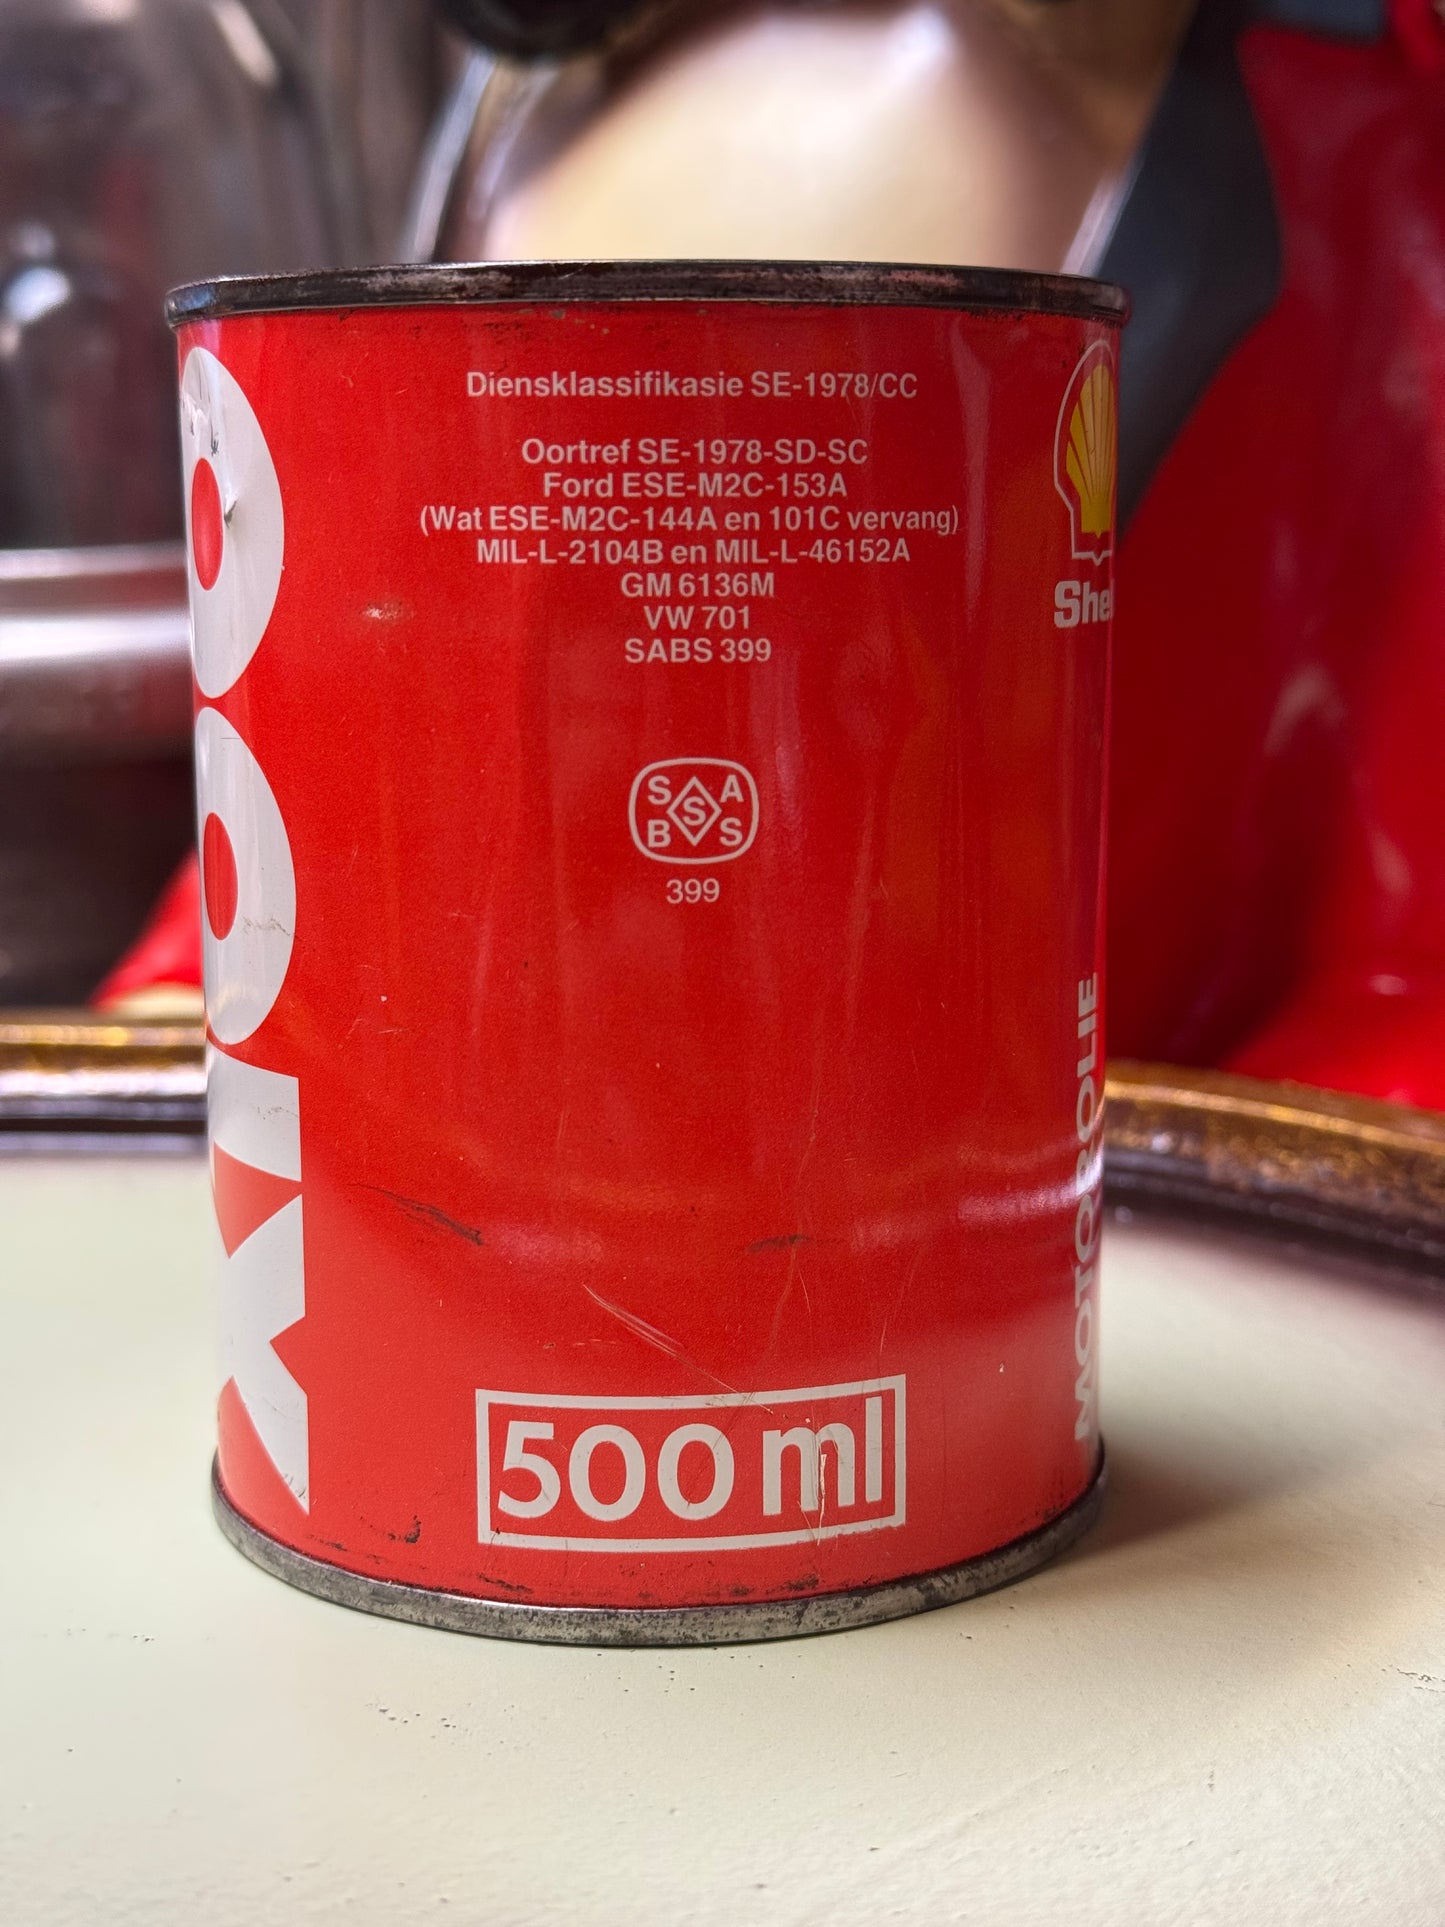 Diensklassifikasie SE-1978/CC
Oortref SE-1978-SD-SC
Ford ESE-M2C-153A
(Wat ESE-M2C-144A en 101C vervang)
MIL-L-2104B en MIL-L-46152A
GM 6136M
VW 701
SABS 399
Shell
S A
S
B S
399
MOTOROLIE
500 ml